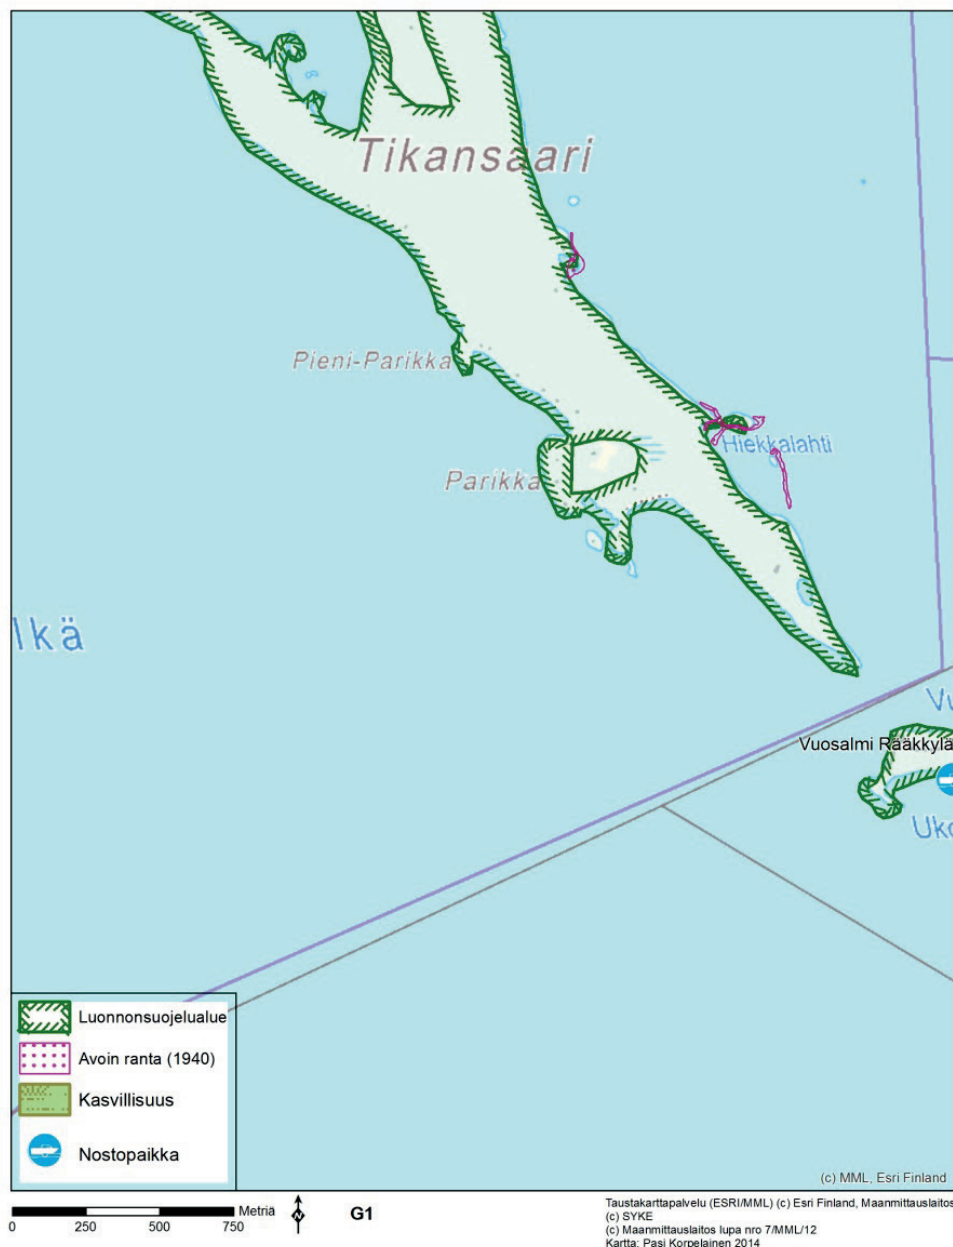 Tikansaari
Pieni-Parikka
Hiekkalahti
Parikka
lkä
Vu
Vuosalmi Rääkkylä
Uko
Luonnonsuojelualue
Avoin ranta (1940)
Kasvillisuus
Nostopaikka
(c) MML, Esri Finland
0 250 500 750 Metriä
N
G1
Taustakarttapalvelu (ESRI/MML) (c) Esri Finland, Maanmittauslaitos
(c) SYKE
(c) Maanmittauslaitos lupa nro 7/MML/12
Kartta: Pasi Korpelainen 2014